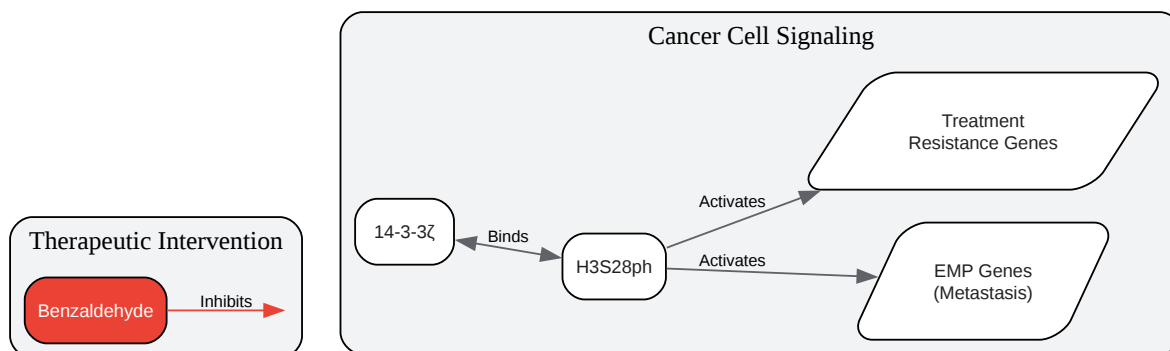 Cancer Cell Signaling
Treatment
Resistance Genes
Activates
14-3-3ζ
Binds
H3S28ph
Activates
EMP Genes
(Metastasis)
Therapeutic Intervention
Benzaldehyde
Inhibits